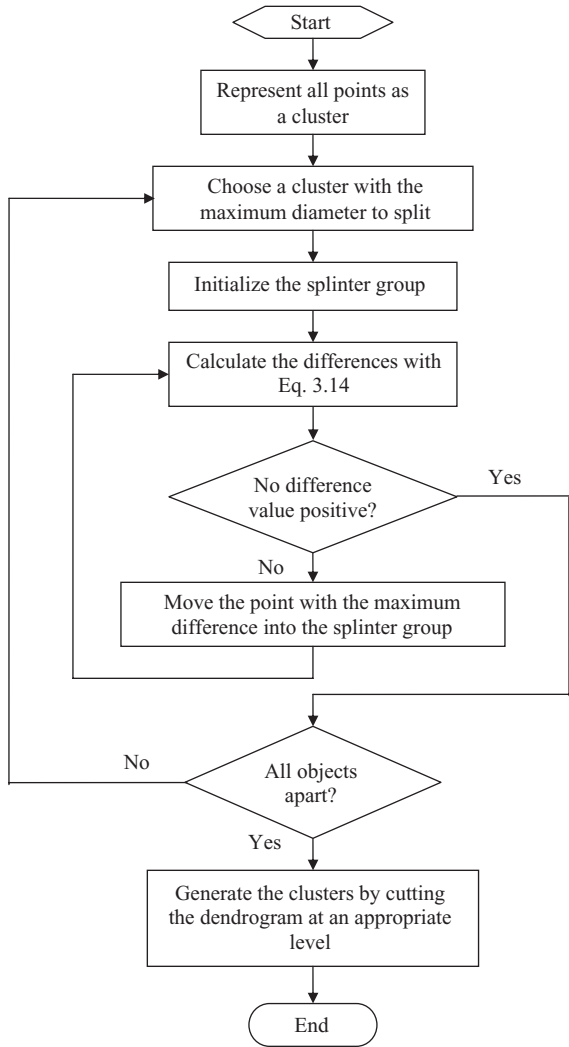 Start
Represent all points as
a cluster
Choose a cluster with the
maximum diameter to split
Initialize the splinter group
Calculate the differences with
Eq. 3.14
No difference
value positive?
Yes
No
Move the point with the maximum
difference into the splinter group
No
All objects
apart?
Yes
Generate the clusters by cutting
the dendrogram at an appropriate
level
End